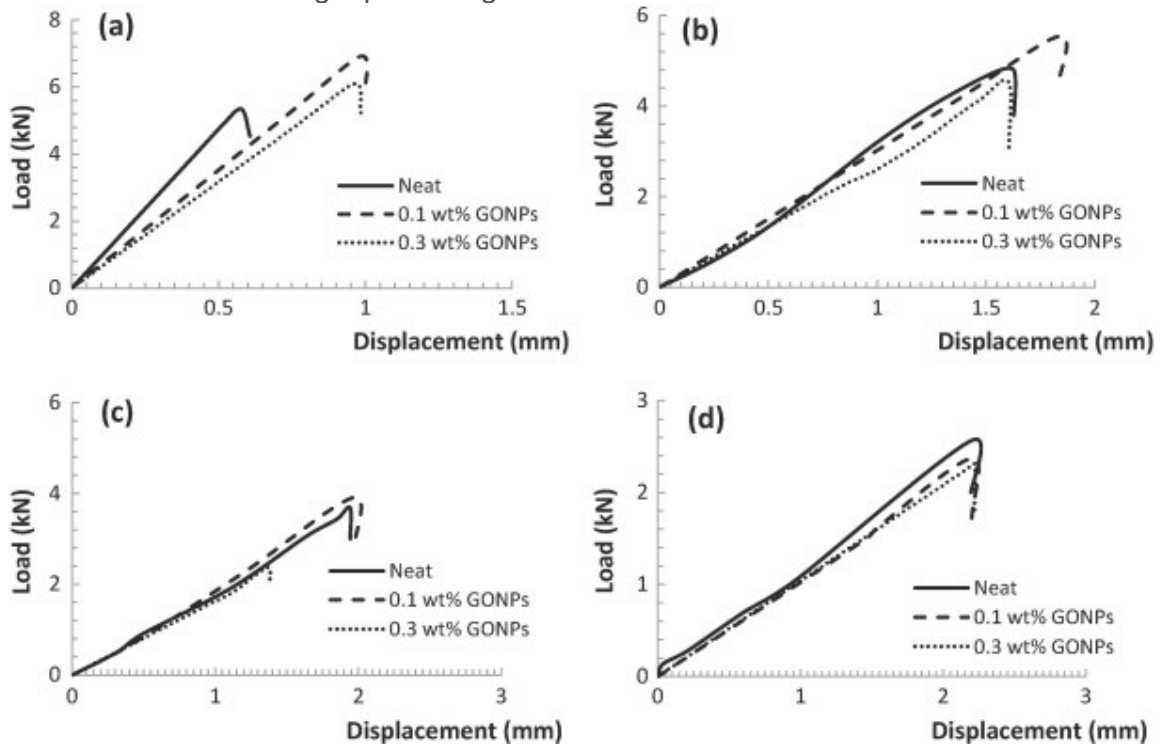 (a)
8
6
4
2
0
Load (kN)
Neat
0.1 wt% GONPs
0.3 wt% GONPs
0 0.5 1 1.5
Displacement (mm)
(b)
6
4
2
0
Load (kN)
Neat
0.1 wt% GONPs
0.3 wt% GONPs
0 0.5 1 1.5 2
Displacement (mm)
(c)
6
4
2
0
Load (kN)
Neat
0.1 wt% GONPs
0.3 wt% GONPs
0 1 2 3
Displacement (mm)
(d)
3
2
1
0
Load (kN)
Neat
0.1 wt% GONPs
0.3 wt% GONPs
0 1 2 3
Displacement (mm)